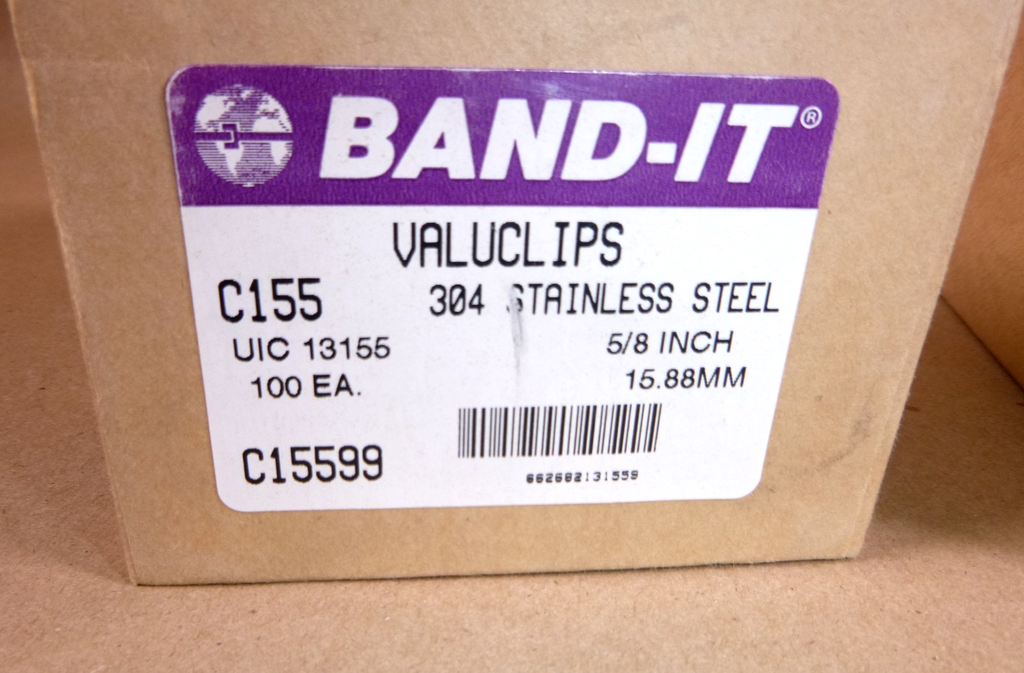 BAND-IT®
VALUCLIPS
C155 304 STAINLESS STEEL
UIC 13155 5/8 INCH
100 EA. 15.88MM
C15599
662682131559